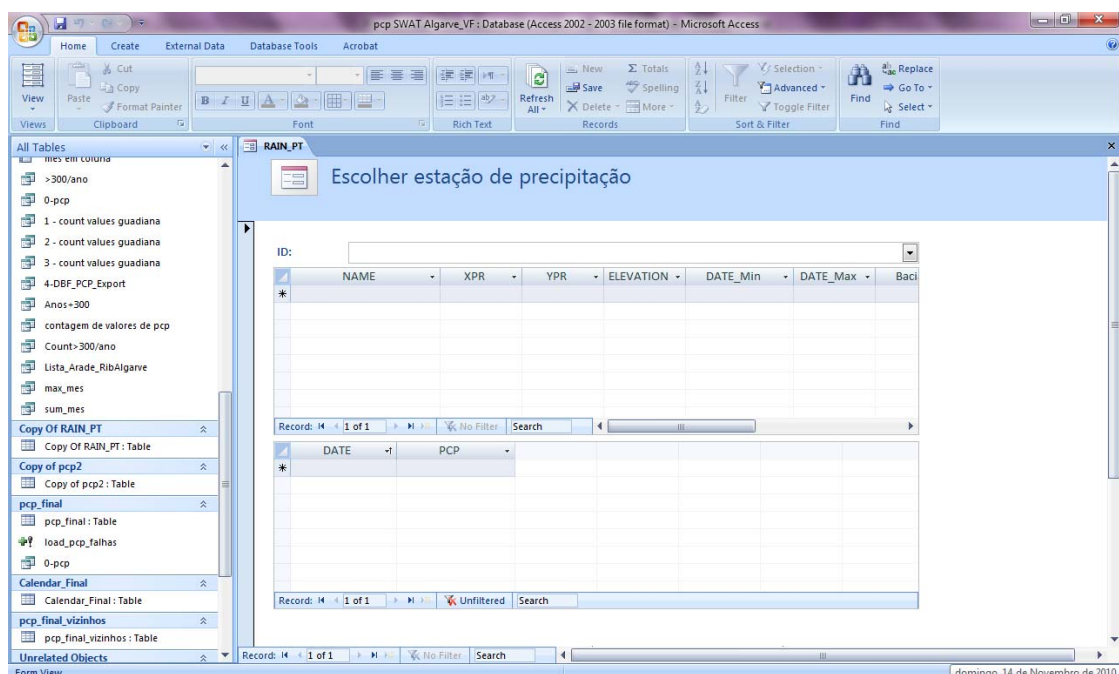 pcp SWAT Algarve_VF : Database (Access 2002 - 2003 file format) - Microsoft Access
Home Create External Data Database Tools Acrobat
View
Views
Paste
Cut
Copy
Format Painter
Clipboard
B I U
Font
Rich Text
Refresh All
New
Save
Delete
Σ Totals
Spelling
More
Records
Filter
Selection
Advanced
Toggle Filter
Sort & Filter
Find
Replace
Go To
Select
Find
All Tables
mes em coluna
>300/ano
0-pcp
1 - count values guadiana
2 - count values guadiana
3 - count values guadiana
4-DBF_PCP_Export
Anos+300
contagem de valores de pcp
Count>300/ano
Lista_Arade_RibAlgarve
max_mes
sum_mes
Copy Of RAIN_PT
Copy Of RAIN_PT : Table
Copy of pcp2
Copy of pcp2 : Table
pcp_final
pcp_final : Table
load_pcp_falhas
0-pcp
Calendar_Final
Calendar_Final : Table
pcp_final_vizinhos
pcp_final_vizinhos : Table
Unrelated Objects
RAIN_PT
Escolher estação de precipitação
ID:
NAME XPR YPR ELEVATION DATE_Min DATE_Max Baci
Record: 1 of 1 No Filter Search
DATE PCP
Record: 1 of 1 Unfiltered Search
Record: 1 of 1 No Filter Search
Form View
domingo, 14 de Novembro de 2010